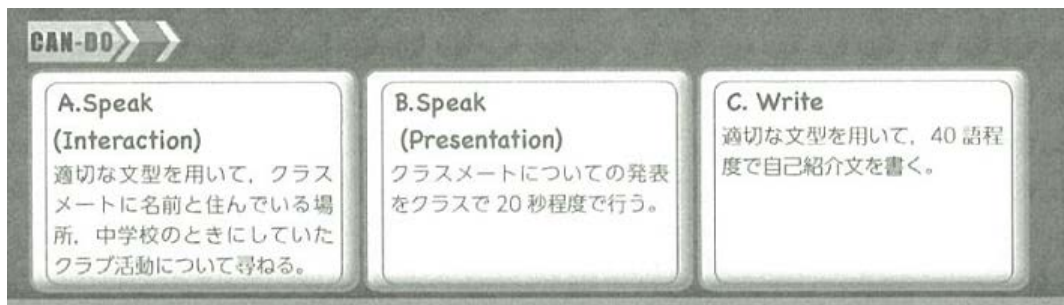 CAN-DO
A.Speak
(Interaction)
適切な文型を用いて，クラス
メートに名前と住んでいる場
所，中学校のときにしていた
クラブ活動について尋ねる。
B.Speak
(Presentation)
クラスメートについての発表
をクラスで 20 秒程度で行う。
C. Write
適切な文型を用いて，40 語程
度で自己紹介文を書く。